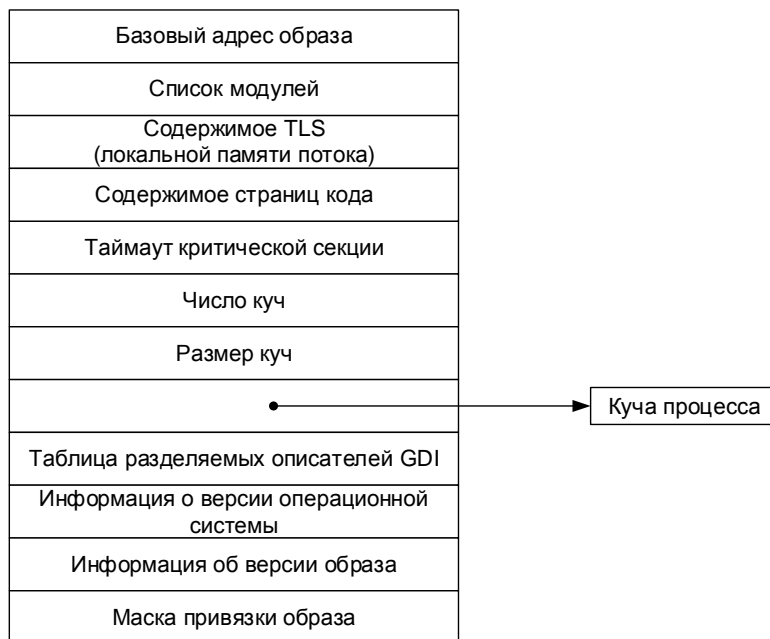 Базовый адрес образа
Список модулей
Содержимое TLS
(локальной памяти потока)
Содержимое страниц кода
Таймаут критической секции
Число куч
Размер куч
Куча процесса
Таблица разделяемых описателей GDI
Информация о версии операционной
системы
Информация об версии образа
Маска привязки образа